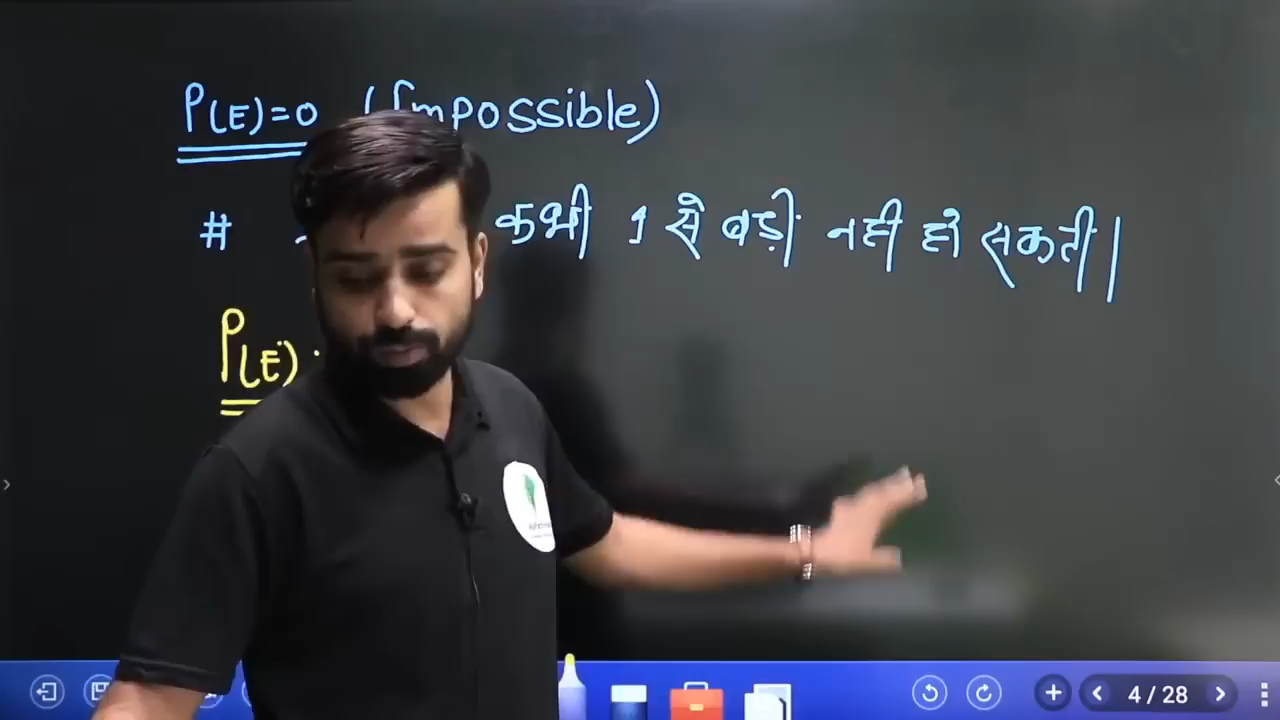 P(E)=0 (Impossible)
# कभी 1 से बड़ी नही हो सकती।
P(E)
4 / 28